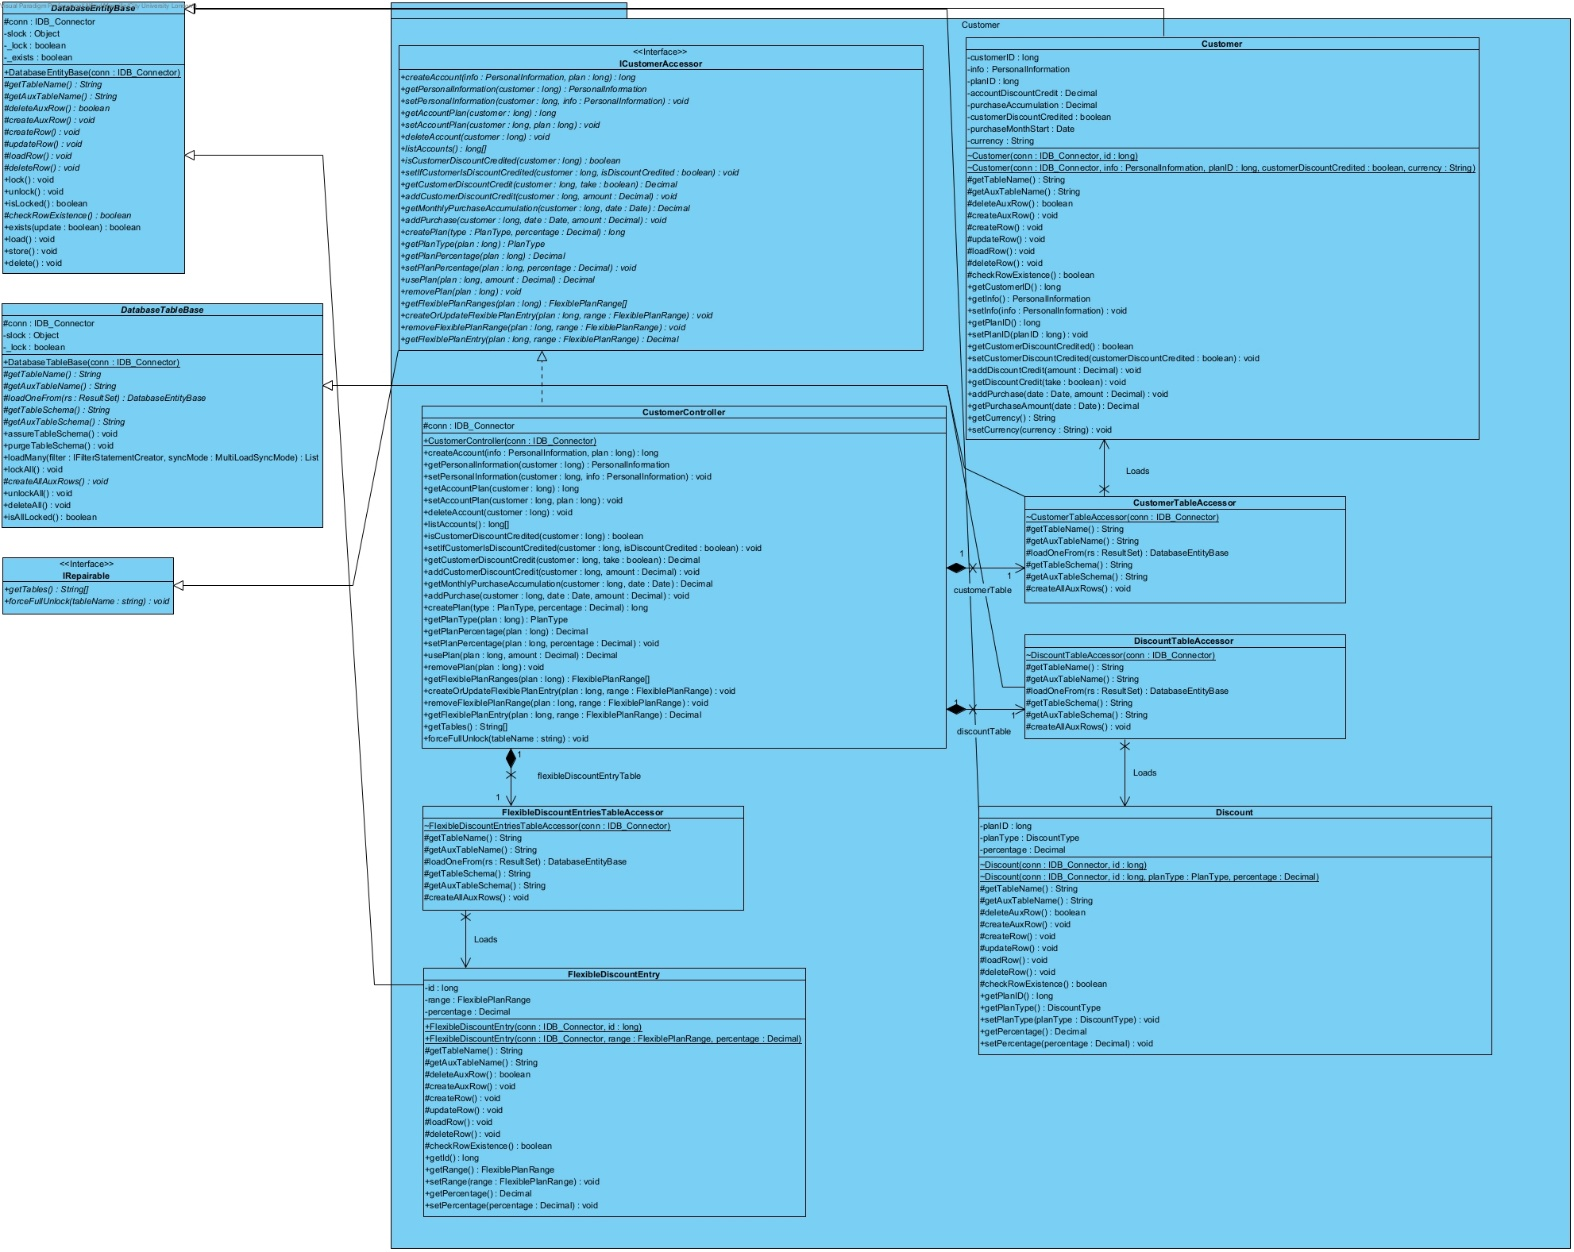 DatabaseEntityBase
#conn : IDB_Connector
-slock : Object
-_lock : boolean
-_exists : boolean
+DatabaseEntityBase(conn : IDB_Connector)
#getTableName() : String
#getAuxTableName() : String
#deleteAuxRow() : boolean
#createAuxRow() : void
#createRow() : void
#updateRow() : void
#loadRow() : void
#deleteRow() : void
+lock() : void
+unlock() : void
+isLocked() : boolean
#checkRowExistence() : boolean
+exists(update : boolean) : boolean
+load() : void
+store() : void
+delete() : void
DatabaseTableBase
#conn : IDB_Connector
-slock : Object
-_lock : boolean
+DatabaseTableBase(conn : IDB_Connector)
#getTableName() : String
#getAuxTableName() : String
#loadOneFrom(rs : ResultSet) : DatabaseEntityBase
#getTableSchema() : String
#getAuxTableSchema() : String
+assureTableSchema() : void
+purgeTableSchema() : void
+loadMany(filter : IFilterStatementCreator, syncMode : MultiLoadSyncMode) : List
+lockAll() : void
#createAllAuxRows() : void
+unlockAll() : void
+deleteAll() : void
+isAllLocked() : boolean
<<Interface>>
IRepairable
+getTables() : String[]
+forceFullUnlock(tableName : string) : void
Customer
<<Interface>>
ICustomerAccessor
+createAccount(info : PersonalInformation, plan : long) : long
+getPersonalInformation(customer : long) : PersonalInformation
+setPersonalInformation(customer : long, info : PersonalInformation) : void
+getAccountPlan(customer : long) : long
+setAccountPlan(customer : long, plan : long) : void
+deleteAccount(customer : long) : void
+listAccounts() : long[]
+isCustomerDiscountCredited(customer : long) : boolean
+setIfCustomerIsDiscountCredited(customer : long, isDiscountCredited : boolean) : void
+getCustomerDiscountCredit(customer : long, take : boolean) : Decimal
+addCustomerDiscountCredit(customer : long, amount : Decimal) : void
+getMonthlyPurchaseAccumulation(customer : long, date : Date) : Decimal
+addPurchase(customer : long, date : Date, amount : Decimal) : void
+createPlan(type : PlanType, percentage : Decimal) : long
+getPlanType(plan : long) : PlanType
+getPlanPercentage(plan : long) : Decimal
+setPlanPercentage(plan : long, percentage : Decimal) : void
+usePlan(plan : long, amount : Decimal) : Decimal
+removePlan(plan : long) : void
+getFlexiblePlanRanges(plan : long) : FlexiblePlanRange[]
+createOrUpdateFlexiblePlanEntry(plan : long, range : FlexiblePlanRange) : void
+removeFlexiblePlanRange(plan : long, range : FlexiblePlanRange) : void
+getFlexiblePlanEntry(plan : long, range : FlexiblePlanRange) : Decimal
CustomerController
#conn : IDB_Connector
+CustomerController(conn : IDB_Connector)
+createAccount(info : PersonalInformation, plan : long) : long
+getPersonalInformation(customer : long) : PersonalInformation
+setPersonalInformation(customer : long, info : PersonalInformation) : void
+getAccountPlan(customer : long) : long
+setAccountPlan(customer : long, plan : long) : void
+deleteAccount(customer : long) : void
+listAccounts() : long[]
+isCustomerDiscountCredited(customer : long) : boolean
+setIfCustomerIsDiscountCredited(customer : long, isDiscountCredited : boolean) : void
+getCustomerDiscountCredit(customer : long, take : boolean) : Decimal
+addCustomerDiscountCredit(customer : long, amount : Decimal) : void
+getMonthlyPurchaseAccumulation(customer : long, date : Date) : Decimal
+addPurchase(customer : long, date : Date, amount : Decimal) : void
+createPlan(type : PlanType, percentage : Decimal) : long
+getPlanType(plan : long) : PlanType
+getPlanPercentage(plan : long) : Decimal
+setPlanPercentage(plan : long, percentage : Decimal) : void
+usePlan(plan : long, amount : Decimal) : Decimal
+removePlan(plan : long) : void
+getFlexiblePlanRanges(plan : long) : FlexiblePlanRange[]
+createOrUpdateFlexiblePlanEntry(plan : long, range : FlexiblePlanRange) : void
+removeFlexiblePlanRange(plan : long, range : FlexiblePlanRange) : void
+getFlexiblePlanEntry(plan : long, range : FlexiblePlanRange) : Decimal
+getTables() : String[]
+forceFullUnlock(tableName : string) : void
1
flexibleDiscountEntryTable
1
FlexibleDiscountEntriesTableAccessor
~FlexibleDiscountEntriesTableAccessor(conn : IDB_Connector)
#getTableName() : String
#getAuxTableName() : String
#loadOneFrom(rs : ResultSet) : DatabaseEntityBase
#getTableSchema() : String
#getAuxTableSchema() : String
#createAllAuxRows() : void
Loads
FlexibleDiscountEntry
-id : long
-range : FlexiblePlanRange
-percentage : Decimal
+FlexibleDiscountEntry(conn : IDB_Connector, id : long)
+FlexibleDiscountEntry(conn : IDB_Connector, range : FlexiblePlanRange, percentage : Decimal)
#getTableName() : String
#getAuxTableName() : String
#deleteAuxRow() : boolean
#createAuxRow() : void
#createRow() : void
#updateRow() : void
#loadRow() : void
#deleteRow() : void
#checkRowExistence() : boolean
+getId() : long
+getRange() : FlexiblePlanRange
+setRange(range : FlexiblePlanRange) : void
+getPercentage() : Decimal
+setPercentage(percentage : Decimal) : void
Customer
-customerID : long
-info : PersonalInformation
-planID : long
-accountDiscountCredit : Decimal
-purchaseAccumulation : Decimal
-customerDiscountCredited : boolean
-purchaseMonthStart : Date
-currency : String
~Customer(conn : IDB_Connector, id : long)
~Customer(conn : IDB_Connector, info : PersonalInformation, planID : long, customerDiscountCredited : boolean, currency : String)
#getTableName() : String
#getAuxTableName() : String
#deleteAuxRow() : boolean
#createAuxRow() : void
#createRow() : void
#updateRow() : void
#loadRow() : void
#deleteRow() : void
#checkRowExistence() : boolean
+getCustomerID() : long
+getInfo() : PersonalInformation
+setInfo(info : PersonalInformation) : void
+getPlanID() : long
+setPlanID(planID : long) : void
+getCustomerDiscountCredited() : boolean
+setCustomerDiscountCredited(customerDiscountCredited : boolean) : void
+addDiscountCredit(amount : Decimal) : void
+getDiscountCredit(take : boolean) : void
+addPurchase(date : Date, amount : Decimal) : void
+getPurchaseAmount(date : Date) : Decimal
+getCurrency() : String
+setCurrency(currency : String) : void
Loads
CustomerTableAccessor
~CustomerTableAccessor(conn : IDB_Connector)
#getTableName() : String
#getAuxTableName() : String
#loadOneFrom(rs : ResultSet) : DatabaseEntityBase
#getTableSchema() : String
#getAuxTableSchema() : String
#createAllAuxRows() : void
1
1
customerTable
DiscountTableAccessor
~DiscountTableAccessor(conn : IDB_Connector)
#getTableName() : String
#getAuxTableName() : String
#loadOneFrom(rs : ResultSet) : DatabaseEntityBase
#getTableSchema() : String
#getAuxTableSchema() : String
#createAllAuxRows() : void
1
1
discountTable
Loads
Discount
-planID : long
-planType : DiscountType
-percentage : Decimal
~Discount(conn : IDB_Connector, id : long)
~Discount(conn : IDB_Connector, id : long, planType : PlanType, percentage : Decimal)
#getTableName() : String
#getAuxTableName() : String
#deleteAuxRow() : boolean
#createAuxRow() : void
#createRow() : void
#updateRow() : void
#loadRow() : void
#deleteRow() : void
#checkRowExistence() : boolean
+getPlanID() : long
+getPlanType() : DiscountType
+setPlanType(planType : DiscountType) : void
+getPercentage() : Decimal
+setPercentage(percentage : Decimal) : void